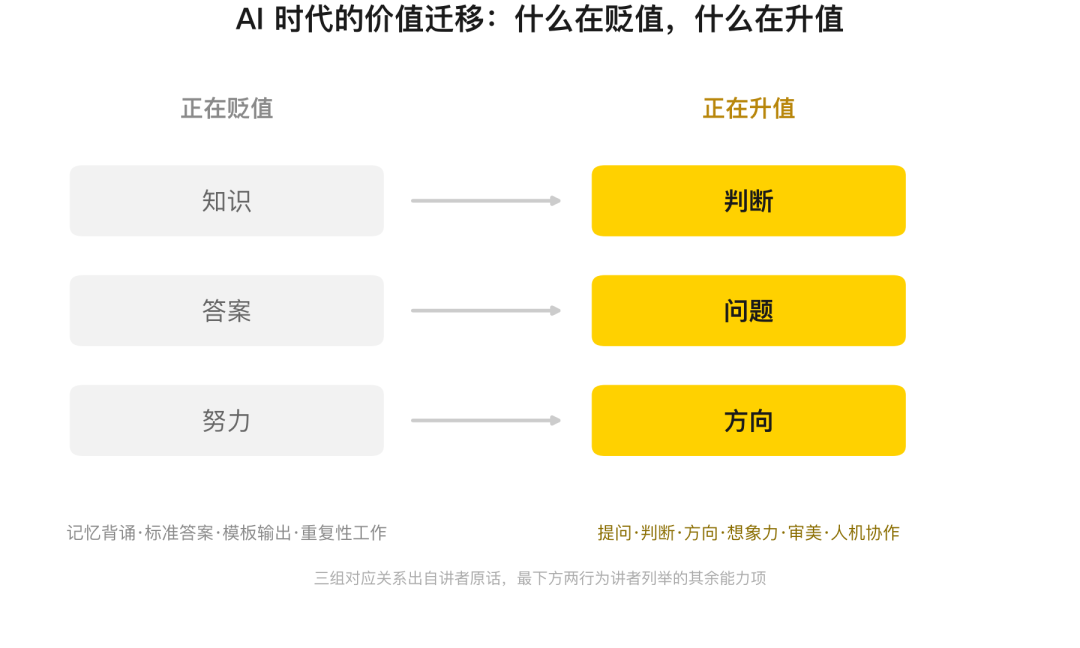 AI 时代的价值迁移：什么在贬值，什么在升值
正在贬值
正在升值
知识
判断
答案
问题
努力
方向
记忆背诵·标准答案·模板输出·重复性工作
提问·判断·方向·想象力·审美·人机协作
三组对应关系出自讲者原话，最下方两行为讲者列举的其余能力项